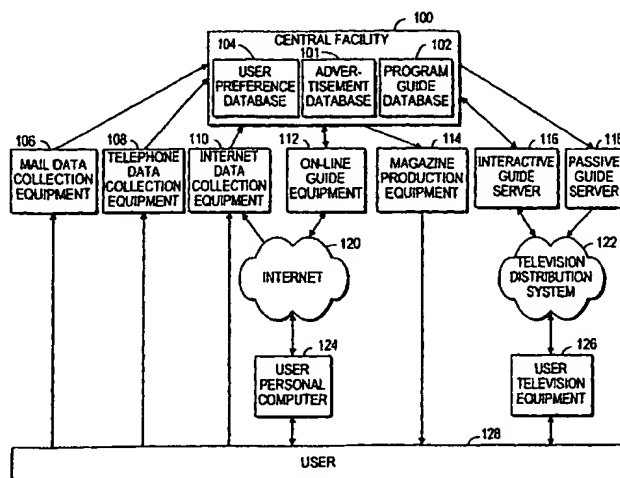 100
CENTRAL FACILITY
104
101
102
USER
PREFERENCE
DATABASE
ADVER-
TISEMENT
DATABASE
PROGRAM
GUIDE
DATABASE
106
108
110
112
114
116
118
MAIL DATA
COLLECTION
EQUIPMENT
TELEPHONE
DATA
COLLECTION
EQUIPMENT
INTERNET
DATA
COLLECTION
EQUIPMENT
ON-LINE
GUIDE
EQUIPMENT
MAGAZINE
PRODUCTION
EQUIPMENT
INTERACTIVE
GUIDE
SERVER
PASSIVE
GUIDE
SERVER
120
122
INTERNET
TELEVISION
DISTRIBUTION
SYSTEM
124
126
USER
PERSONAL
COMPUTER
USER
TELEVISION
EQUIPMENT
128
USER